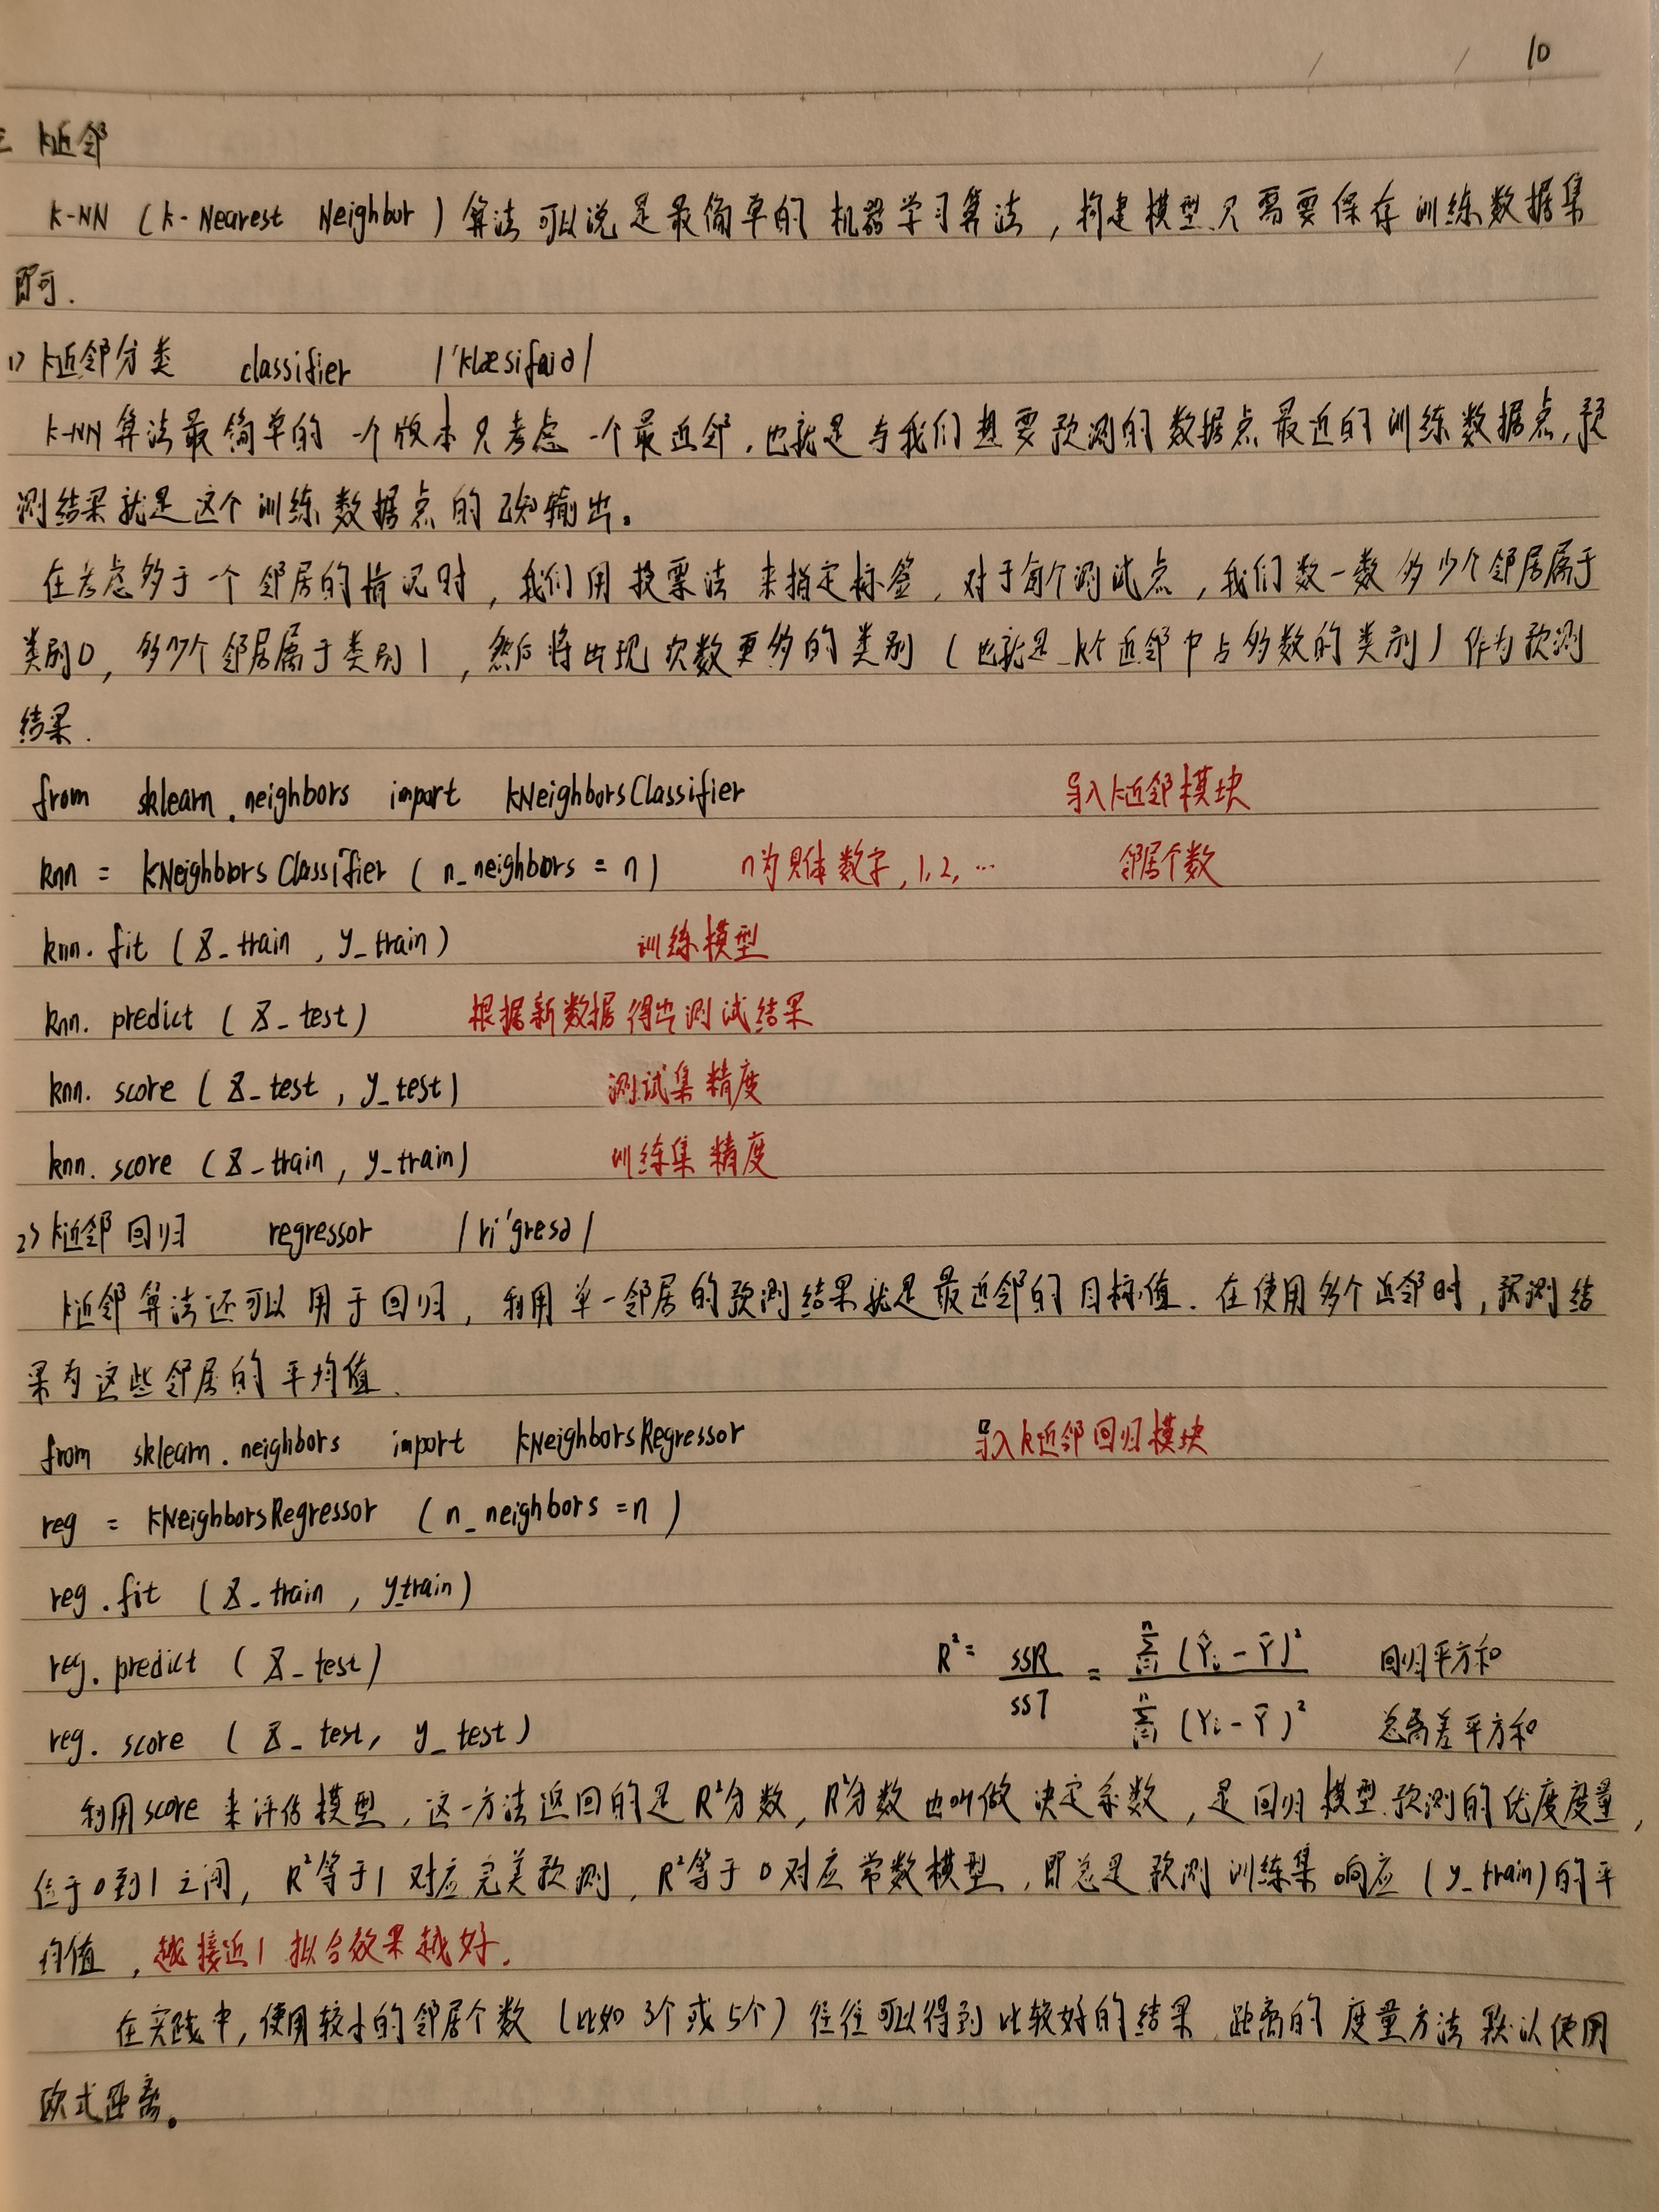 10
三 k近邻
k-NN (k-Nearest Neighbor) 算法可以说是最简单的机器学习算法，构建模型只需要保存训练数据集
即可.
1) k近邻分类 classifier /'klæsifaiə/
k-NN算法最简单的一个版本只考虑一个最近邻，也就是与我们想要预测的数据点最近的训练数据点，预
测结果就是这个训练数据点的已知输出。
在考虑多于一个邻居的情况时，我们用投票法来指定标签，对于每个测试点，我们数一数多少个邻居属于
类别0，多少个邻居属于类别1，然后将出现次数更多的类别（也就是k个近邻中占多数的类别）作为预测
结果.
from sklearn.neighbors import KNeighborsClassifier 导入k近邻模块
knn = KNeighborsClassifier (n_neighbors = n) n为具体数字, 1, 2, … 邻居个数
knn.fit (X_train, y_train) 训练模型
knn.predict (X_test) 根据新数据得出测试结果
knn.score (X_test, y_test) 测试集精度
knn.score (X_train, y_train) 训练集精度
2) k近邻回归 regressor /ri'gresə/
k近邻算法还可以用于回归，利用单一邻居的预测结果就是最近邻的目标值. 在使用多个近邻时，预测结
果为这些邻居的平均值.
from sklearn.neighbors import KNeighborsRegressor 导入k近邻回归模块
reg = KNeighborsRegressor (n_neighbors = n)
reg.fit (X_train, y_train)
reg.predict (X_test) R² = SSR/SST = Σⁿᵢ₌₁ (Ŷᵢ - Ȳ)² / Σⁿᵢ₌₁ (Yᵢ - Ȳ)² 回归平方和
reg.score (X_test, y_test) 总离差平方和
利用score来评估模型，这一方法返回的是R²分数，R²分数也叫做决定系数，是回归模型预测的优度度量，
位于0到1之间，R²等于1对应完美预测，R²等于0对应常数模型，即总是预测训练集响应 (y_train) 的平
均值，越接近1拟合效果越好.
在实践中，使用较小的邻居个数（比如3个或5个）往往可以得到比较好的结果. 距离的度量方法默认使用
欧式距离。